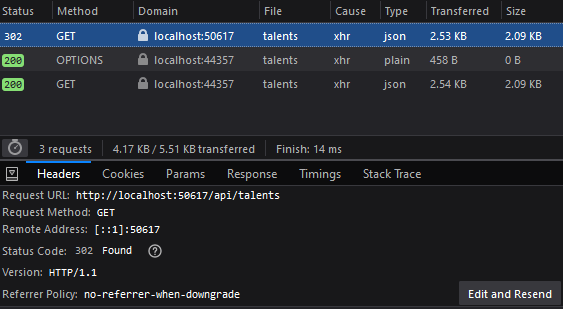 Status Method Domain File Cause Type Transferred Size
302 GET localhost:50617 talents xhr json 2.53 KB 2.09 KB
200 OPTIONS localhost:44357 talents xhr plain 458 B 0 B
200 GET localhost:44357 talents xhr json 2.54 KB 2.09 KB
3 requests 4.17 KB / 5.51 KB transferred Finish: 14 ms
Headers Cookies Params Response Timings Stack Trace
Request URL: http://localhost:50617/api/talents
Request Method: GET
Remote Address: [::1]:50617
Status Code: 302 Found ?
Version: HTTP/1.1
Referrer Policy: no-referrer-when-downgrade Edit and Resend